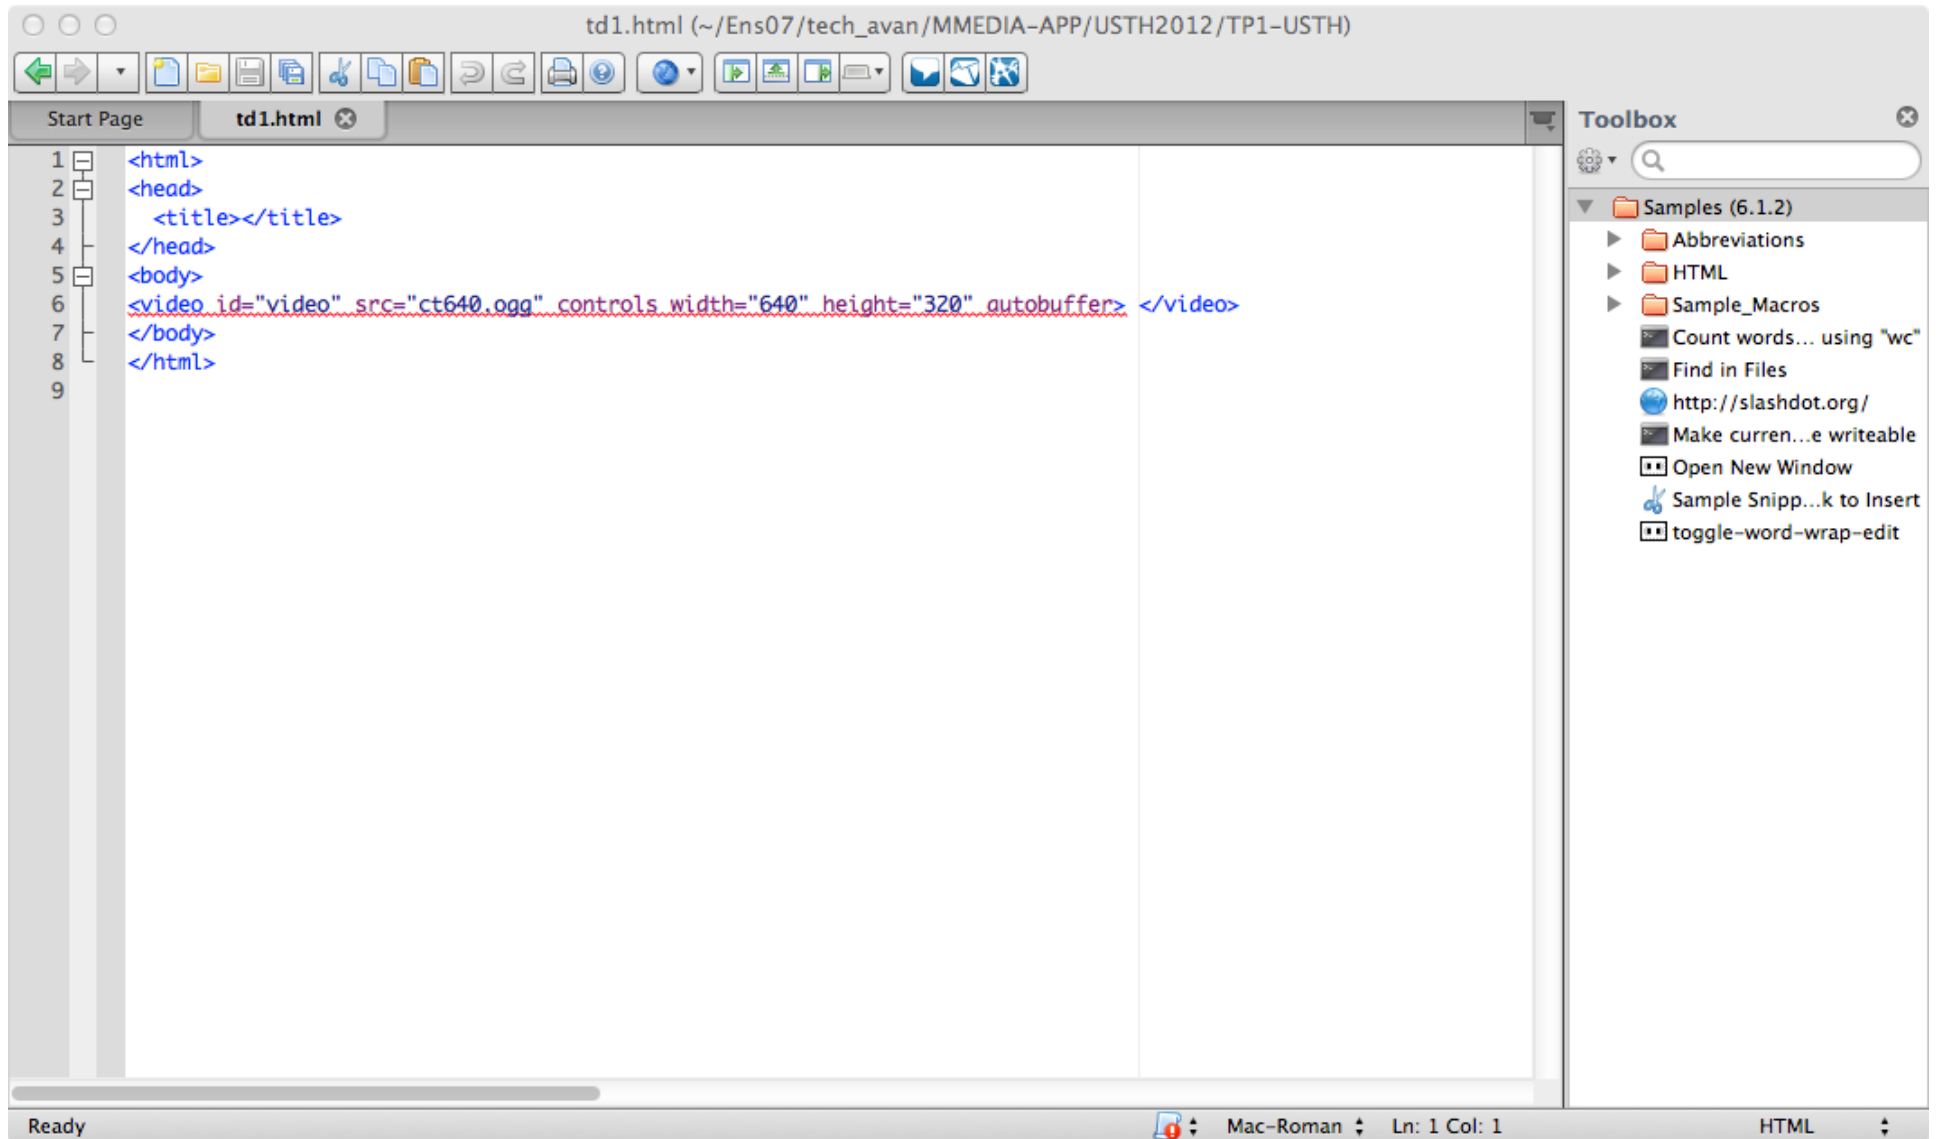 td1.html (~/Ens07/tech_avan/MMEDIA-APP/USTH2012/TP1-USTH)
Start Page
td1.html
1 <html>
2 <head>
3 <title></title>
4 </head>
5 <body>
6 <video id="video" src="ct640.ogg" controls width="640" height="320" autobuffer> </video>
7 </body>
8 </html>
9
Toolbox
Samples (6.1.2)
Abbreviations
HTML
Sample_Macros
Count words... using "wc"
Find in Files
http://slashdot.org/
Make curren...e writeable
Open New Window
Sample Snipp...k to Insert
toggle-word-wrap-edit
Ready
Mac-Roman
Ln: 1 Col: 1
HTML